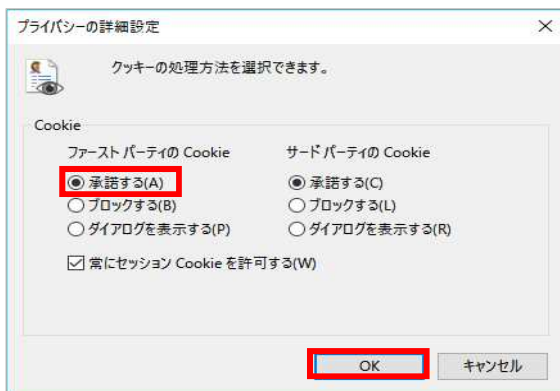 プライバシーの詳細設定
クッキーの処理方法を選択できます。
Cookie
ファースト パーティの Cookie サード パーティの Cookie
承諾する(A) 承諾する(C)
ブロックする(B) ブロックする(L)
ダイアログを表示する(P) ダイアログを表示する(R)
常にセッション Cookie を許可する(W)
OK キャンセル